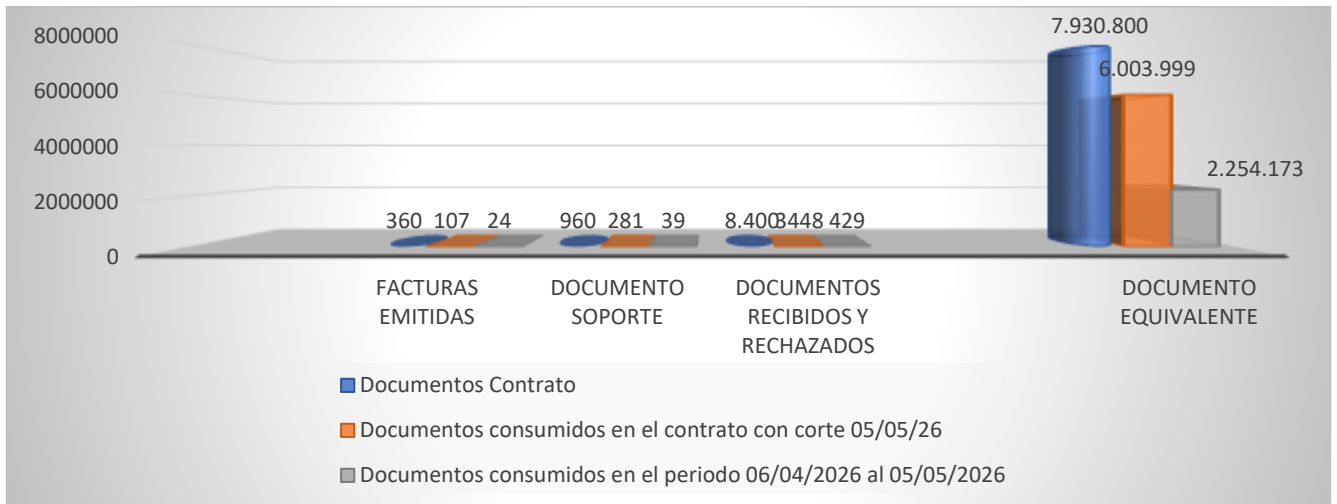 8000000
6000000
4000000
2000000
0
7.930.800
6.003.999
2.254.173
360 107 24
960 281 39
8.400 3448 429
FACTURAS
EMITIDAS
DOCUMENTO
SOPORTE
DOCUMENTOS
RECIBIDOS Y
RECHAZADOS
DOCUMENTO
EQUIVALENTE
Documentos Contrato
Documentos consumidos en el contrato con corte 05/05/26
Documentos consumidos en el periodo 06/04/2026 al 05/05/2026